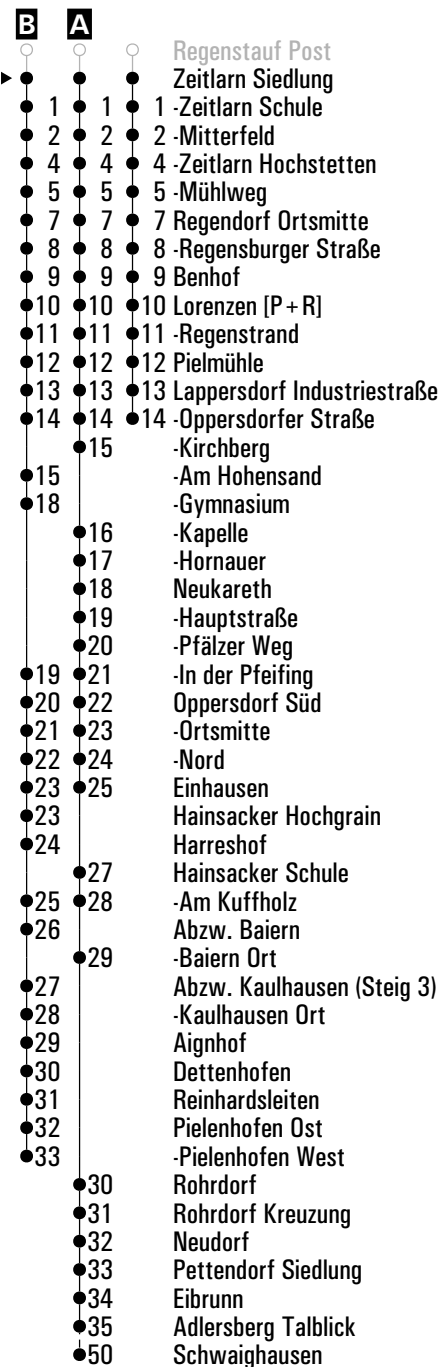 B A
Regenstauf Post
Zeitlarn Siedlung
1 1 1 -Zeitlarn Schule
2 2 2 -Mitterfeld
4 4 4 -Zeitlarn Hochstetten
5 5 5 -Mühlweg
7 7 7 Regendorf Ortsmitte
8 8 8 -Regensburger Straße
9 9 9 Benhof
10 10 10 Lorenzen [P+R]
11 11 11 -Regenstrand
12 12 12 Pielmühle
13 13 13 Lappersdorf Industriestraße
14 14 14 -Oppersdorfer Straße
15 -Kirchberg
15 -Am Hohensand
18 -Gymnasium
16 -Kapelle
17 -Hornauer
18 Neukareth
19 -Hauptstraße
20 -Pfälzer Weg
19 21 -In der Pfeifing
20 22 Oppersdorf Süd
21 23 -Ortsmitte
22 24 -Nord
23 25 Einhausen
23 Hainsacker Hochgrain
24 Harreshof
27 Hainsacker Schule
25 28 -Am Kuffholz
26 Abzw. Baiern
29 -Baiern Ort
27 Abzw. Kaulhausen (Steig 3)
28 -Kaulhausen Ort
29 Aignhof
30 Dettenhofen
31 Reinhardsleiten
32 Pielenhofen Ost
33 -Pielenhofen West
30 Rohrdorf
31 Rohrdorf Kreuzung
32 Neudorf
33 Pettendorf Siedlung
34 Eibrunn
35 Adlersberg Talblick
50 Schwaighausen